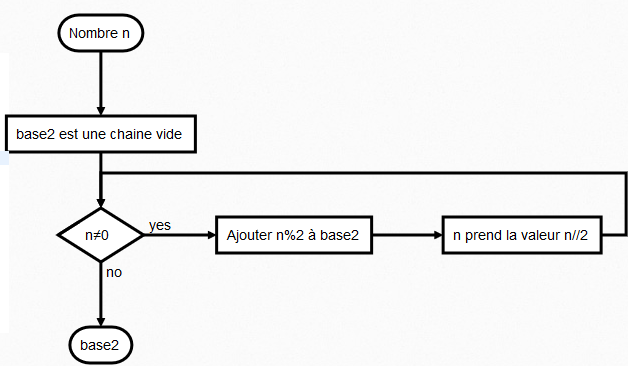 Nombre n
base2 est une chaine vide
n≠0
yes
Ajouter n%2 à base2
n prend la valeur n//2
no
base2